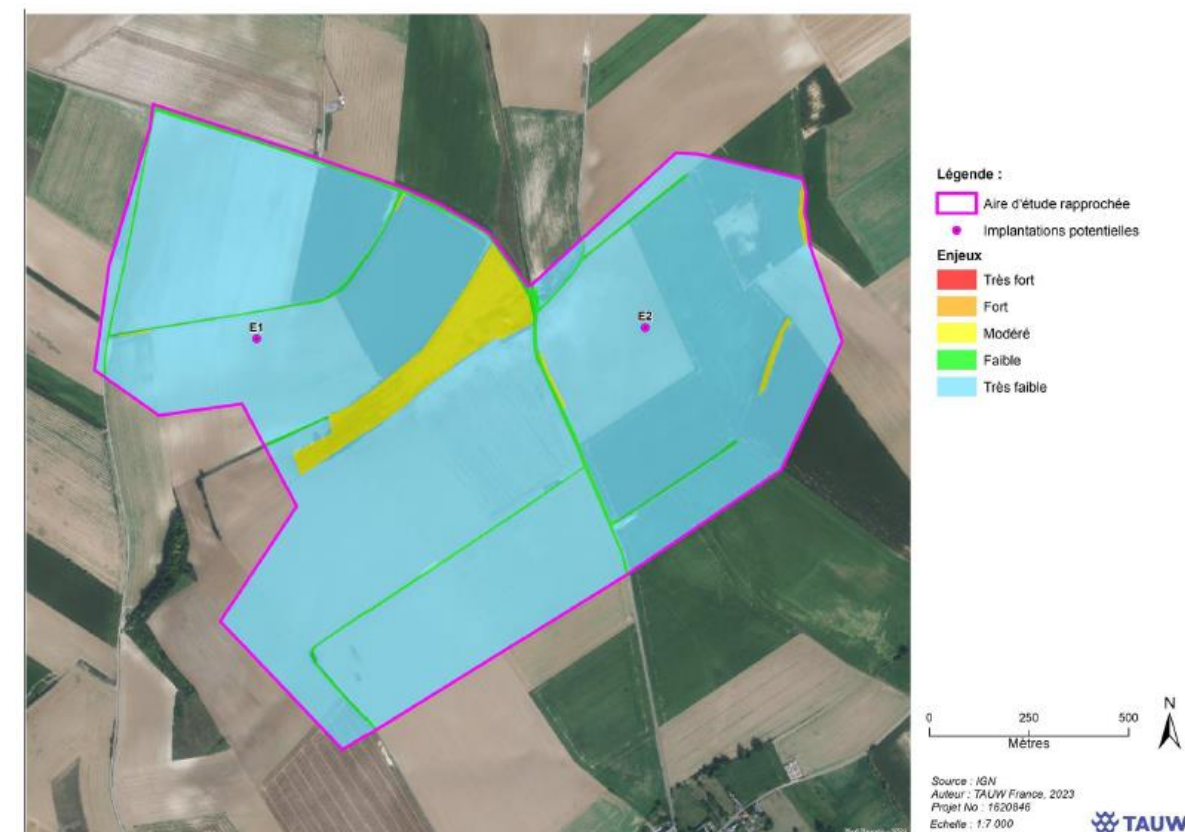 E1
E2
Légende :
Aire d'étude rapprochée
Implantations potentielles
Enjeux
Très fort
Fort
Modéré
Faible
Très faible
N
0 250 500
Mètres
Source : IGN
Auteur : TAUW France, 2023
Projet No : 1620846
Echelle : 1:7 000
TAUW